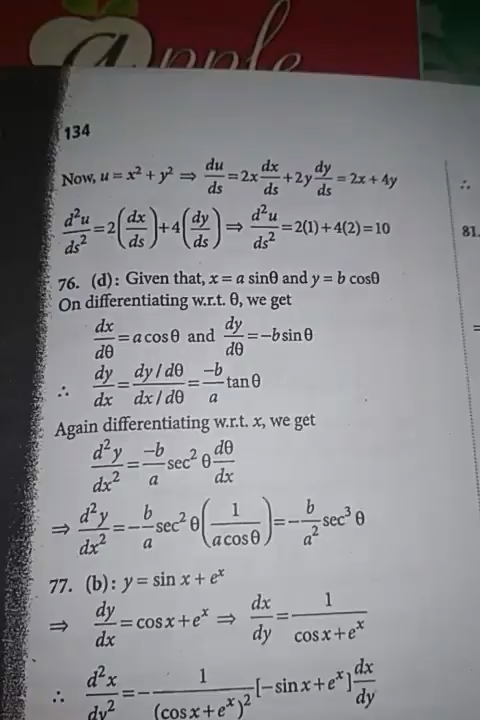 apple
134
Now, u = x² + y² ⇒ du/ds = 2x dx/ds + 2y dy/ds = 2x + 4y
d²u/ds² = 2(dx/ds) + 4(dy/ds) ⇒ d²u/ds² = 2(1) + 4(2) = 10
76. (d) : Given that, x = a sinθ and y = b cosθ
On differentiating w.r.t. θ, we get
dx/dθ = a cosθ and dy/dθ = −b sinθ
∴ dy/dx = (dy / dθ)/(dx / dθ) = −b/a tanθ
Again differentiating w.r.t. x, we get
d²y/dx² = −b/a sec² θ dθ/dx
⇒ d²y/dx² = −b/a sec² θ (1/(a cosθ)) = −b/a² sec³ θ
77. (b) : y = sin x + eˣ
⇒ dy/dx = cos x + eˣ ⇒ dx/dy = 1/(cos x + eˣ)
∴ d²x/dy² = −1/(cos x + eˣ)² [−sin x + eˣ] dx/dy
∴
81.
=